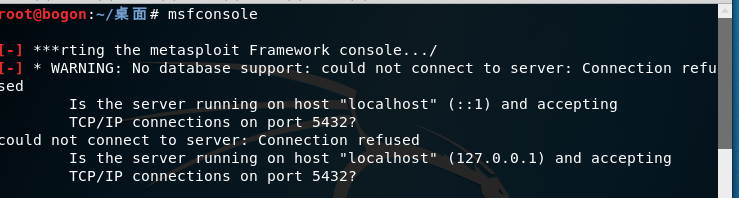 root@bogon:~/桌面# msfconsole
[-] ***rting the metasploit Framework console.../
[-] * WARNING: No database support: could not connect to server: Connection refu
sed
        Is the server running on host "localhost" (::1) and accepting
        TCP/IP connections on port 5432?
could not connect to server: Connection refused
        Is the server running on host "localhost" (127.0.0.1) and accepting
        TCP/IP connections on port 5432?